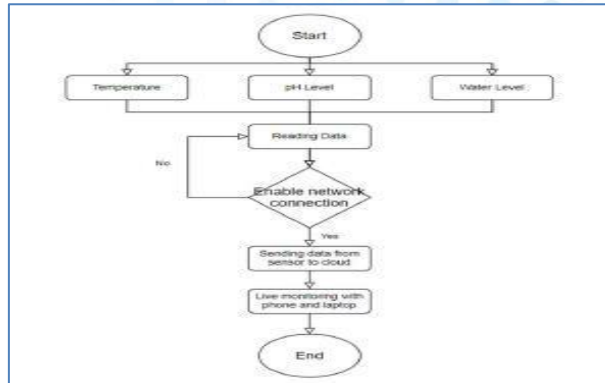 Start
Temperature
pH Level
Water Level
Reading Data
No
Enable network
connection
Yes
Sending data from
sensor to cloud
Live monitoring with
phone and laptop
End